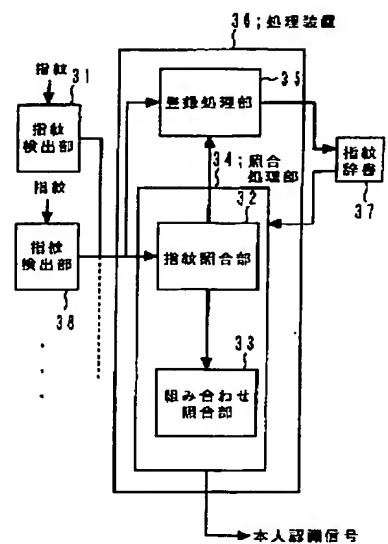 36;処理装置
指紋
31
指紋
検出部
35
登録処理部
指紋
辞書
37
34;照合
処理部
指紋
指紋
検出部
38
32
指紋照合部
33
組み合わせ
照合部
本人認識信号